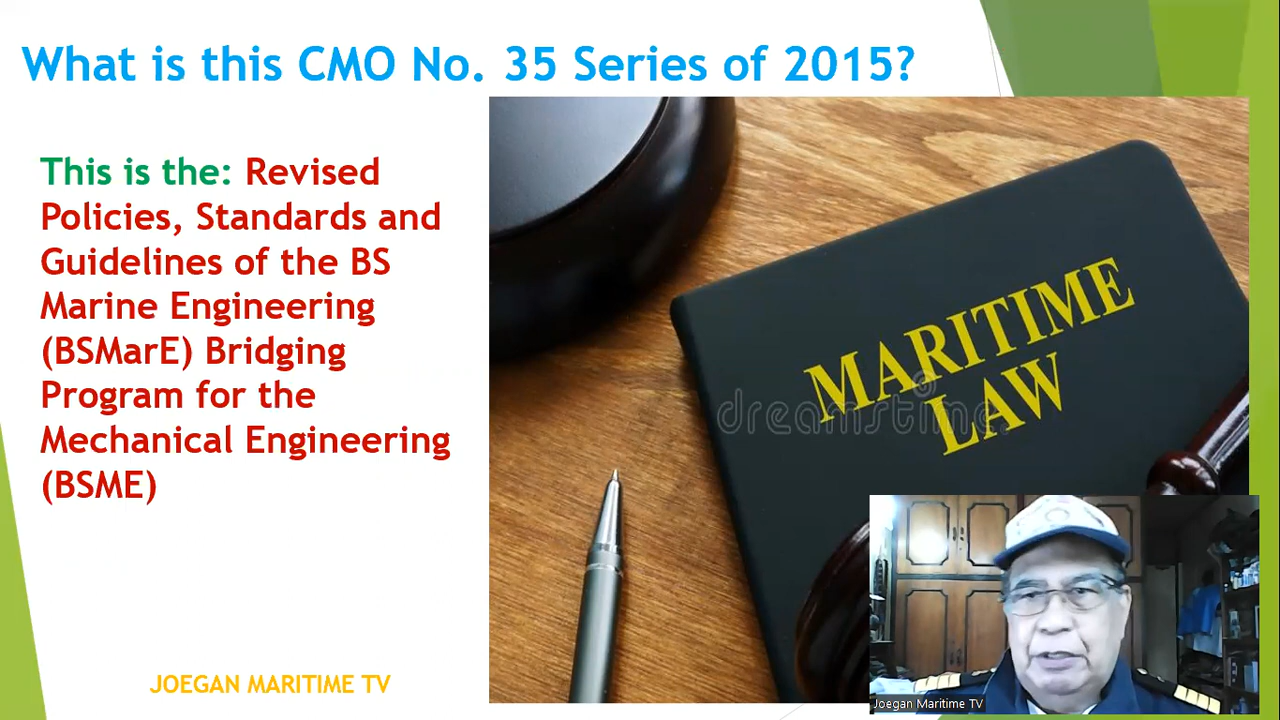 What is this CMO No. 35 Series of 2015?
This is the: Revised
Policies, Standards and
Guidelines of the BS
Marine Engineering
(BSMarE) Bridging
Program for the
Mechanical Engineering
(BSME)
MARITIME
LAW
dreamstime
JOEGAN MARITIME TV
Joegan Maritime TV